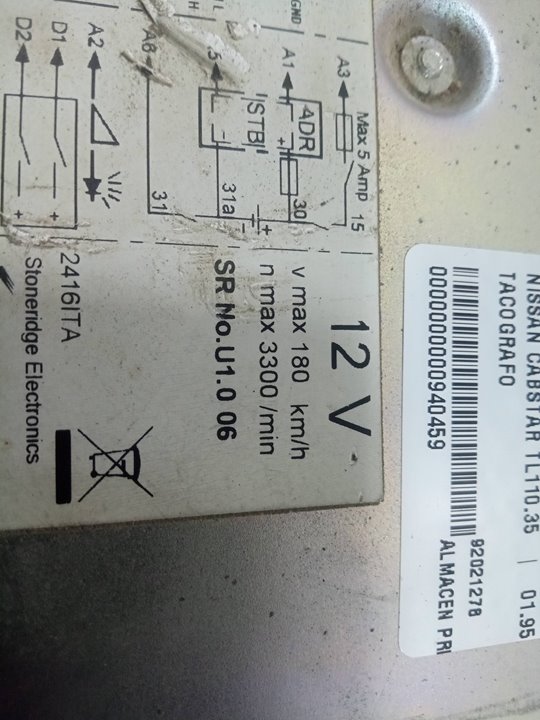 NISSAN CABSTAR TL110.35 | 01.95
TACOGRAFO
92021278
0000000000940459
ALMACEN PRI
GND
A3
Max 5 Amp
15
A1
ADR
30
"STB"
31a
A6
31
A2
D1
D2
12 V
v max 180 km/h
n max 3300 /min
SR No.U1.0 06
2416ITA
Stoneridge Electronics